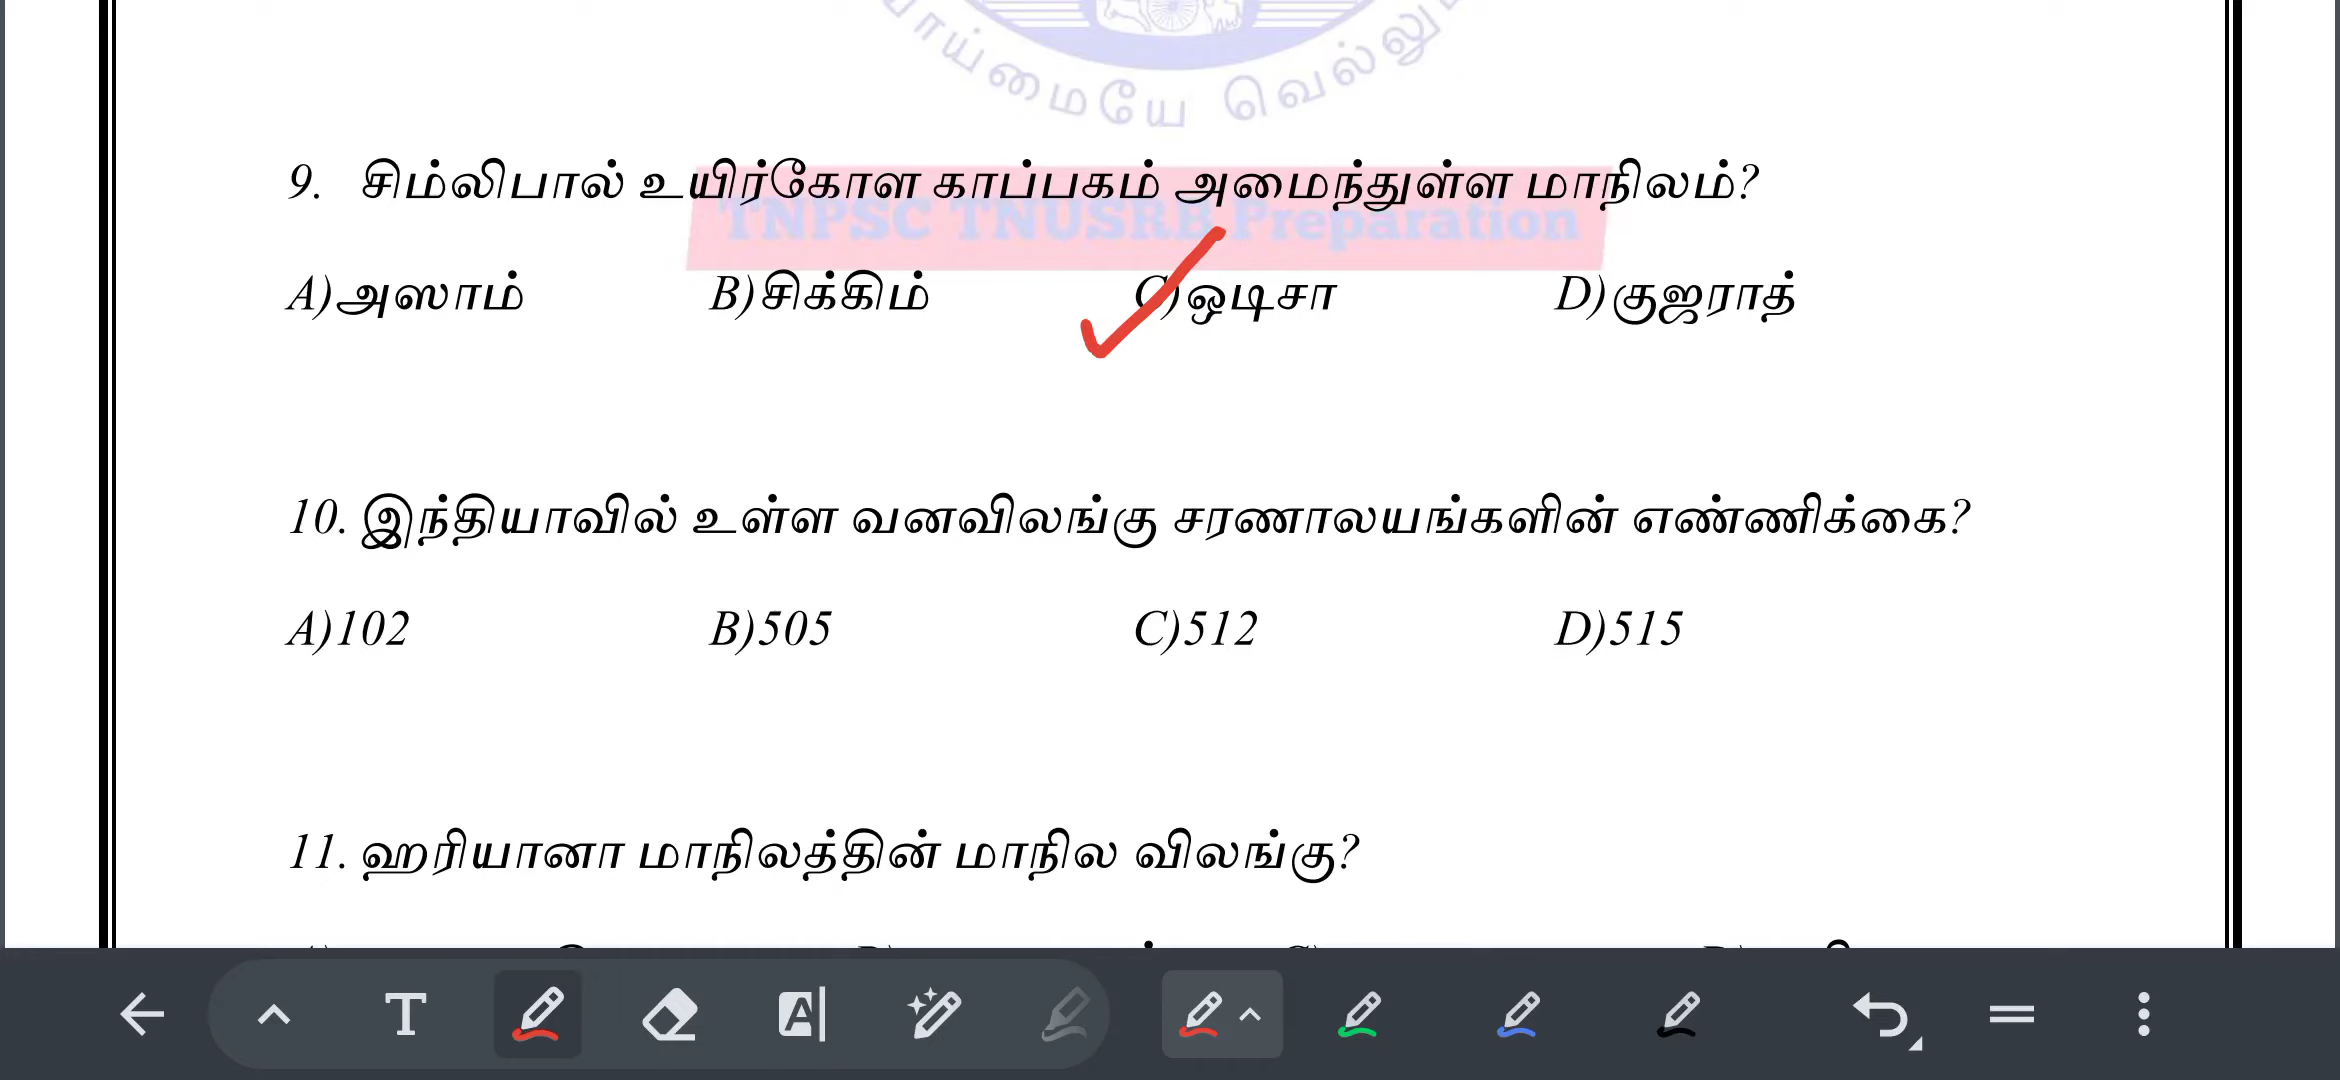 9. சிம்லிபால் உயிர்கோள காப்பகம் அமைந்துள்ள மாநிலம்?
TNPSC TNUSRB Preparation
A)அஸாம் B)சிக்கிம் C)ஒடிசா D)குஜராத்
10. இந்தியாவில் உள்ள வனவிலங்கு சரணாலயங்களின் எண்ணிக்கை?
A)102 B)505 C)512 D)515
11. ஹரியானா மாநிலத்தின் மாநில விலங்கு?
T A